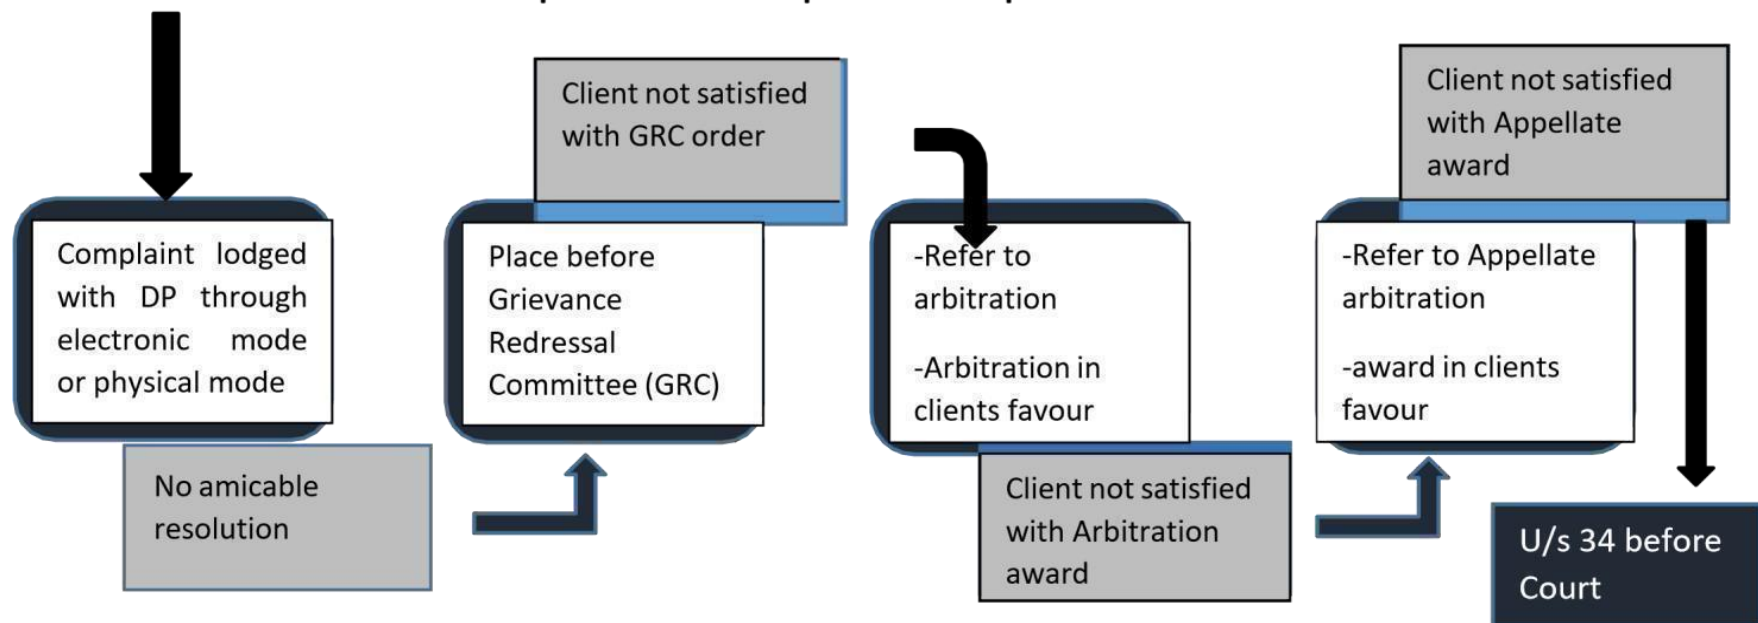 Client not satisfied
with GRC order
Client not satisfied
with Appellate
award
Complaint lodged
with DP through
electronic mode
or physical mode
Place before
Grievance
Redressal
Committee (GRC)
-Refer to
arbitration
-Arbitration in
clients favour
-Refer to Appellate
arbitration
-award in clients
favour
No amicable
resolution
Client not satisfied
with Arbitration
award
U/s 34 before
Court